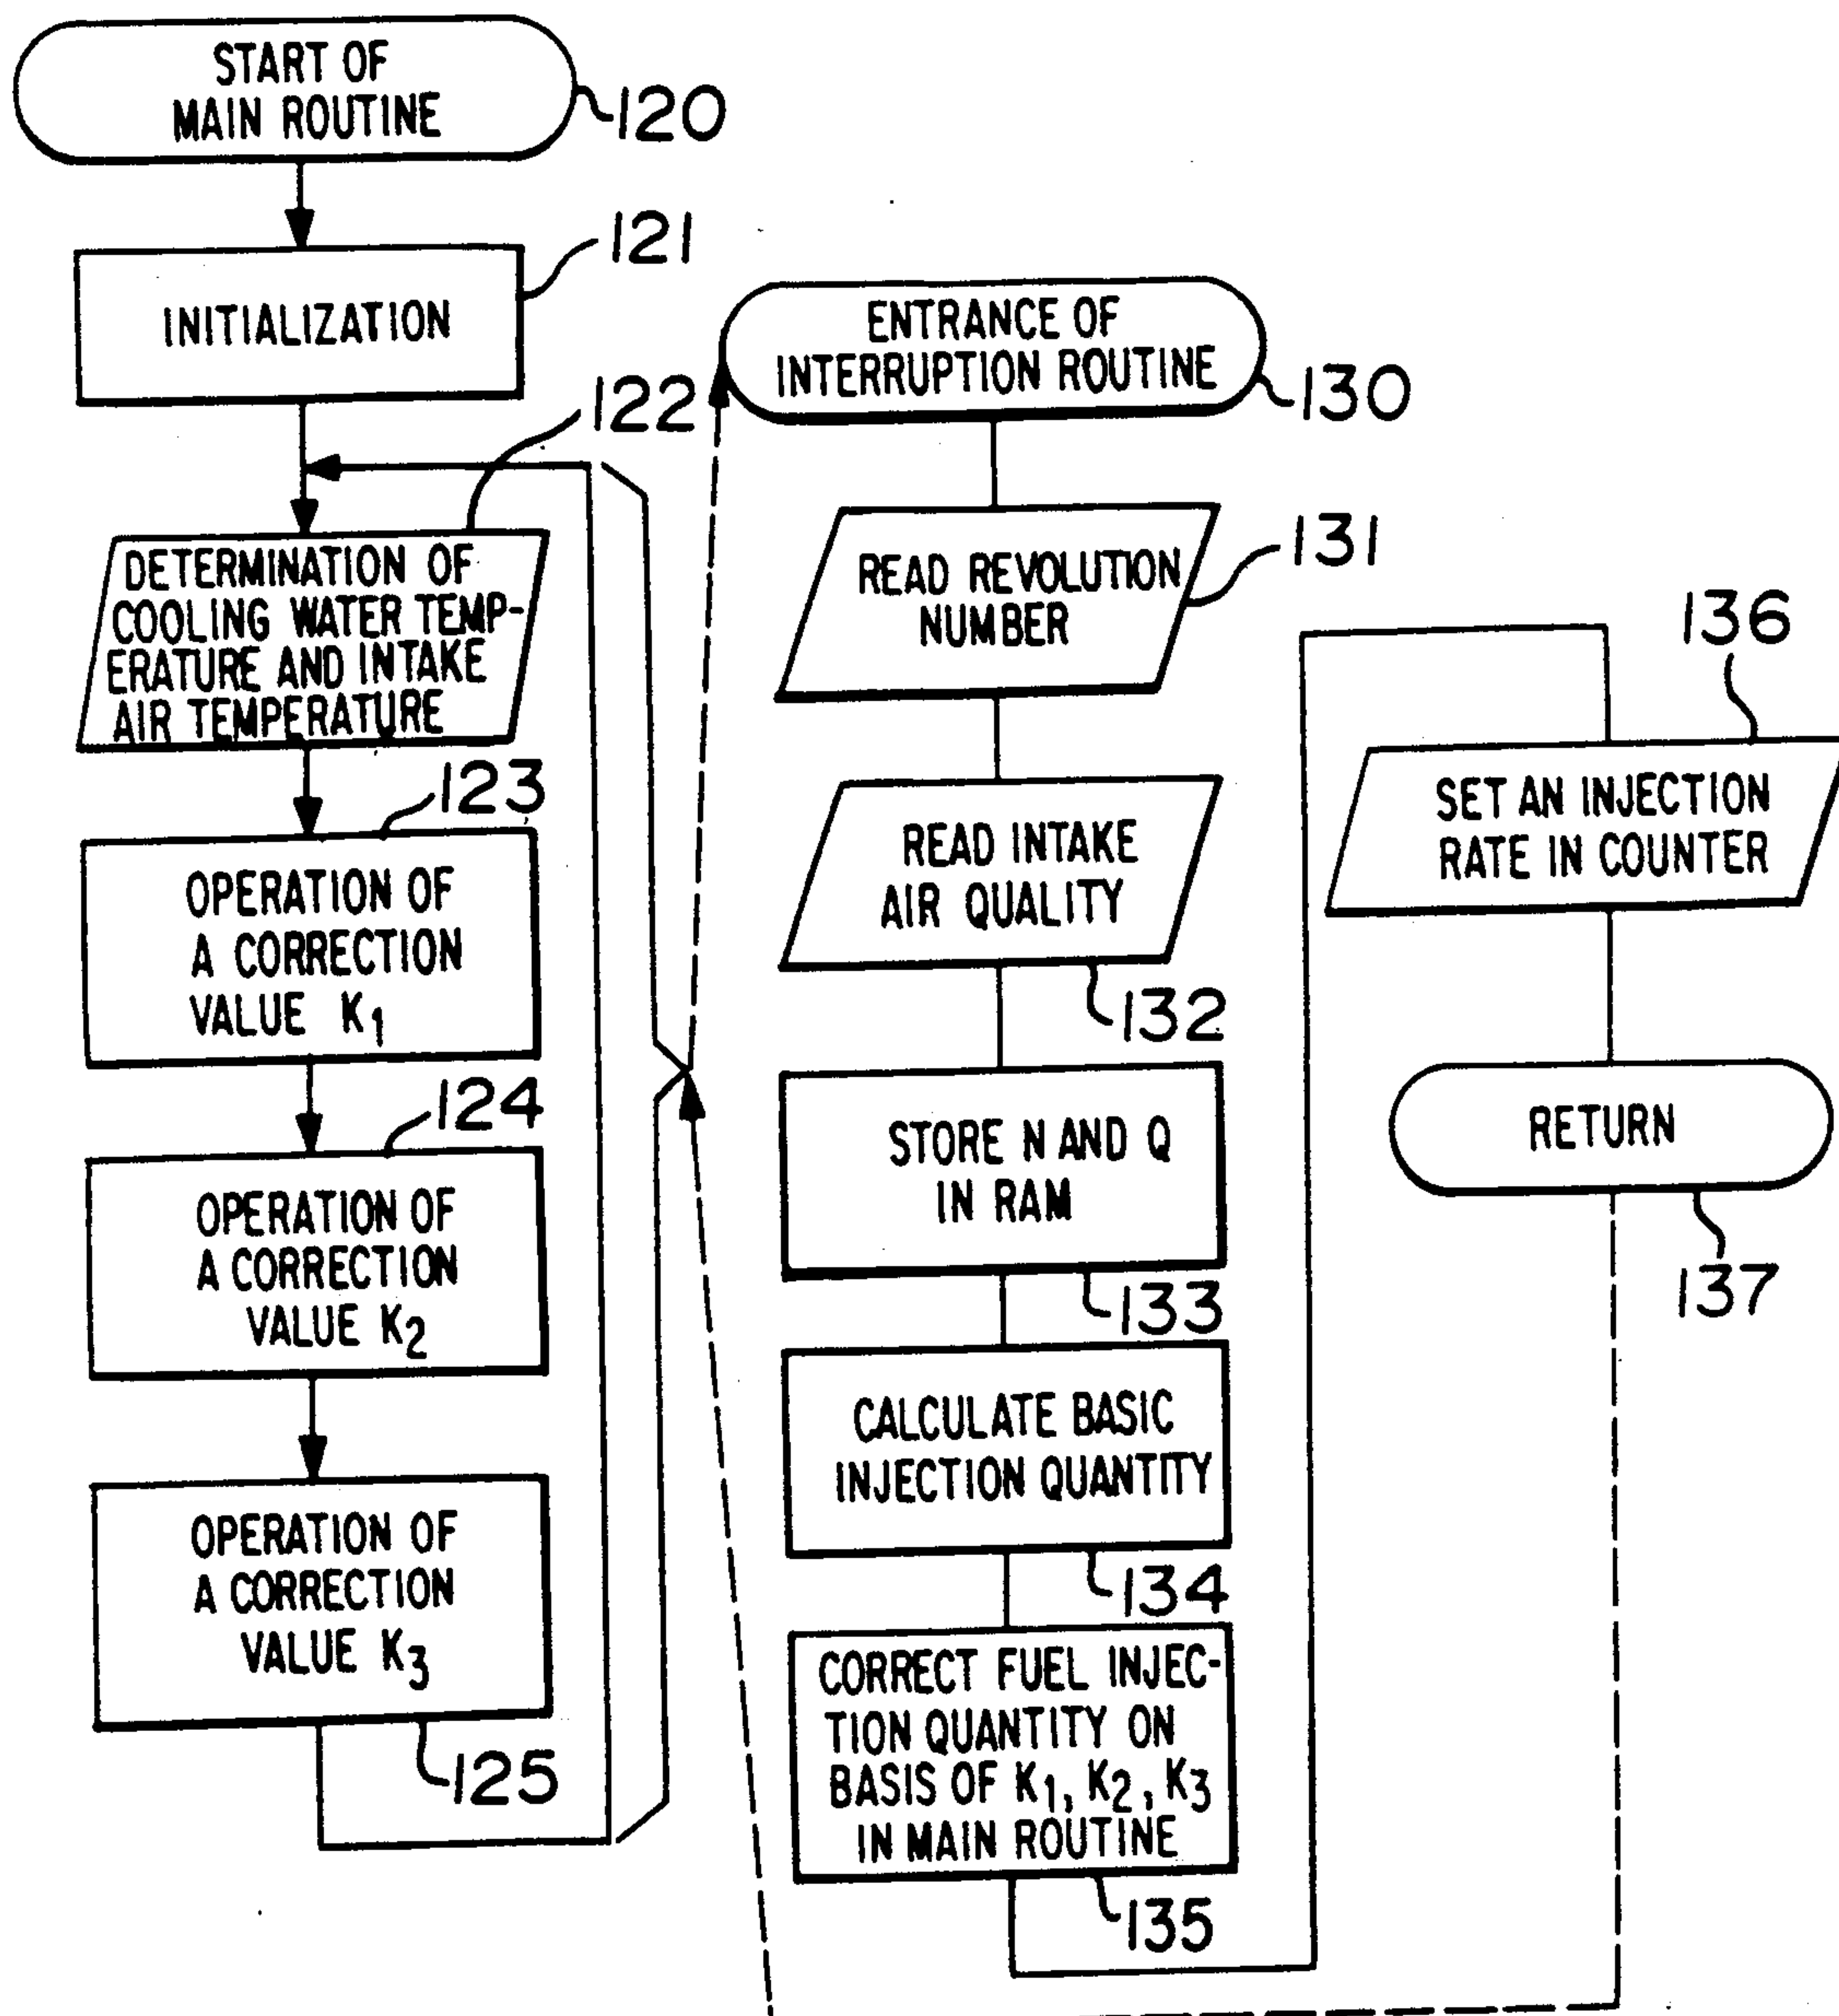 START OF
MAIN ROUTINE
120
INITIALIZATION
121
122
DETERMINATION OF
COOLING WATER TEMP-
ERATURE AND INTAKE
AIR TEMPERATURE
123
OPERATION OF
A CORRECTION
VALUE K1
124
OPERATION OF
A CORRECTION
VALUE K2
OPERATION OF
A CORRECTION
VALUE K3
125
ENTRANCE OF
INTERRUPTION ROUTINE
130
READ REVOLUTION
NUMBER
131
READ INTAKE
AIR QUALITY
132
STORE N AND Q
IN RAM
133
CALCULATE BASIC
INJECTION QUANTITY
134
CORRECT FUEL INJEC-
TION QUANTITY ON
BASIS OF K1, K2, K3
IN MAIN ROUTINE
135
136
SET AN INJECTION
RATE IN COUNTER
RETURN
137